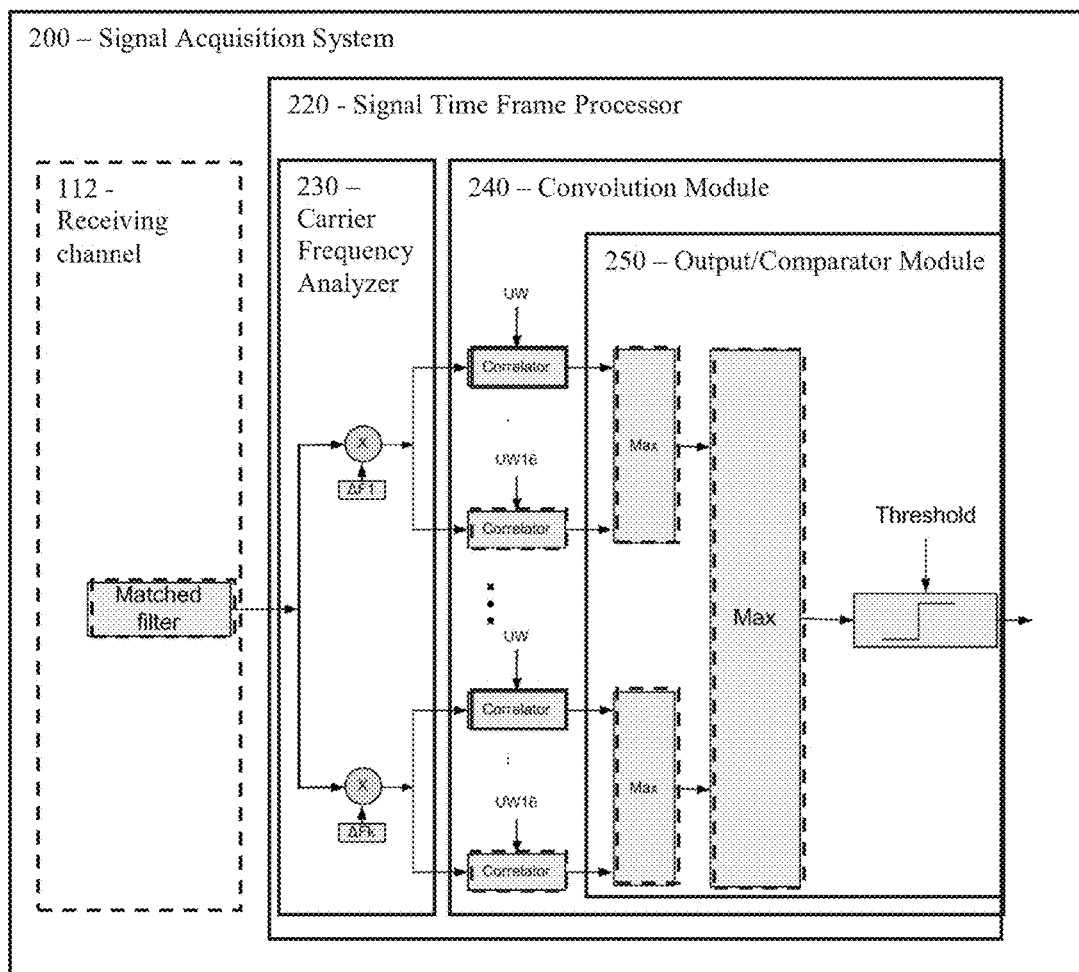 200 – Signal Acquisition System
220 - Signal Time Frame Processor
112 -
Receiving
channel
230 –
Carrier
Frequency
Analyzer
240 – Convolution Module
250 – Output/Comparator Module
UW
Correlator
UW16
Correlator
X
ΔF1
Max
Matched
filter
Max
Threshold
UW
Correlator
UW16
Correlator
X
ΔFk
Max